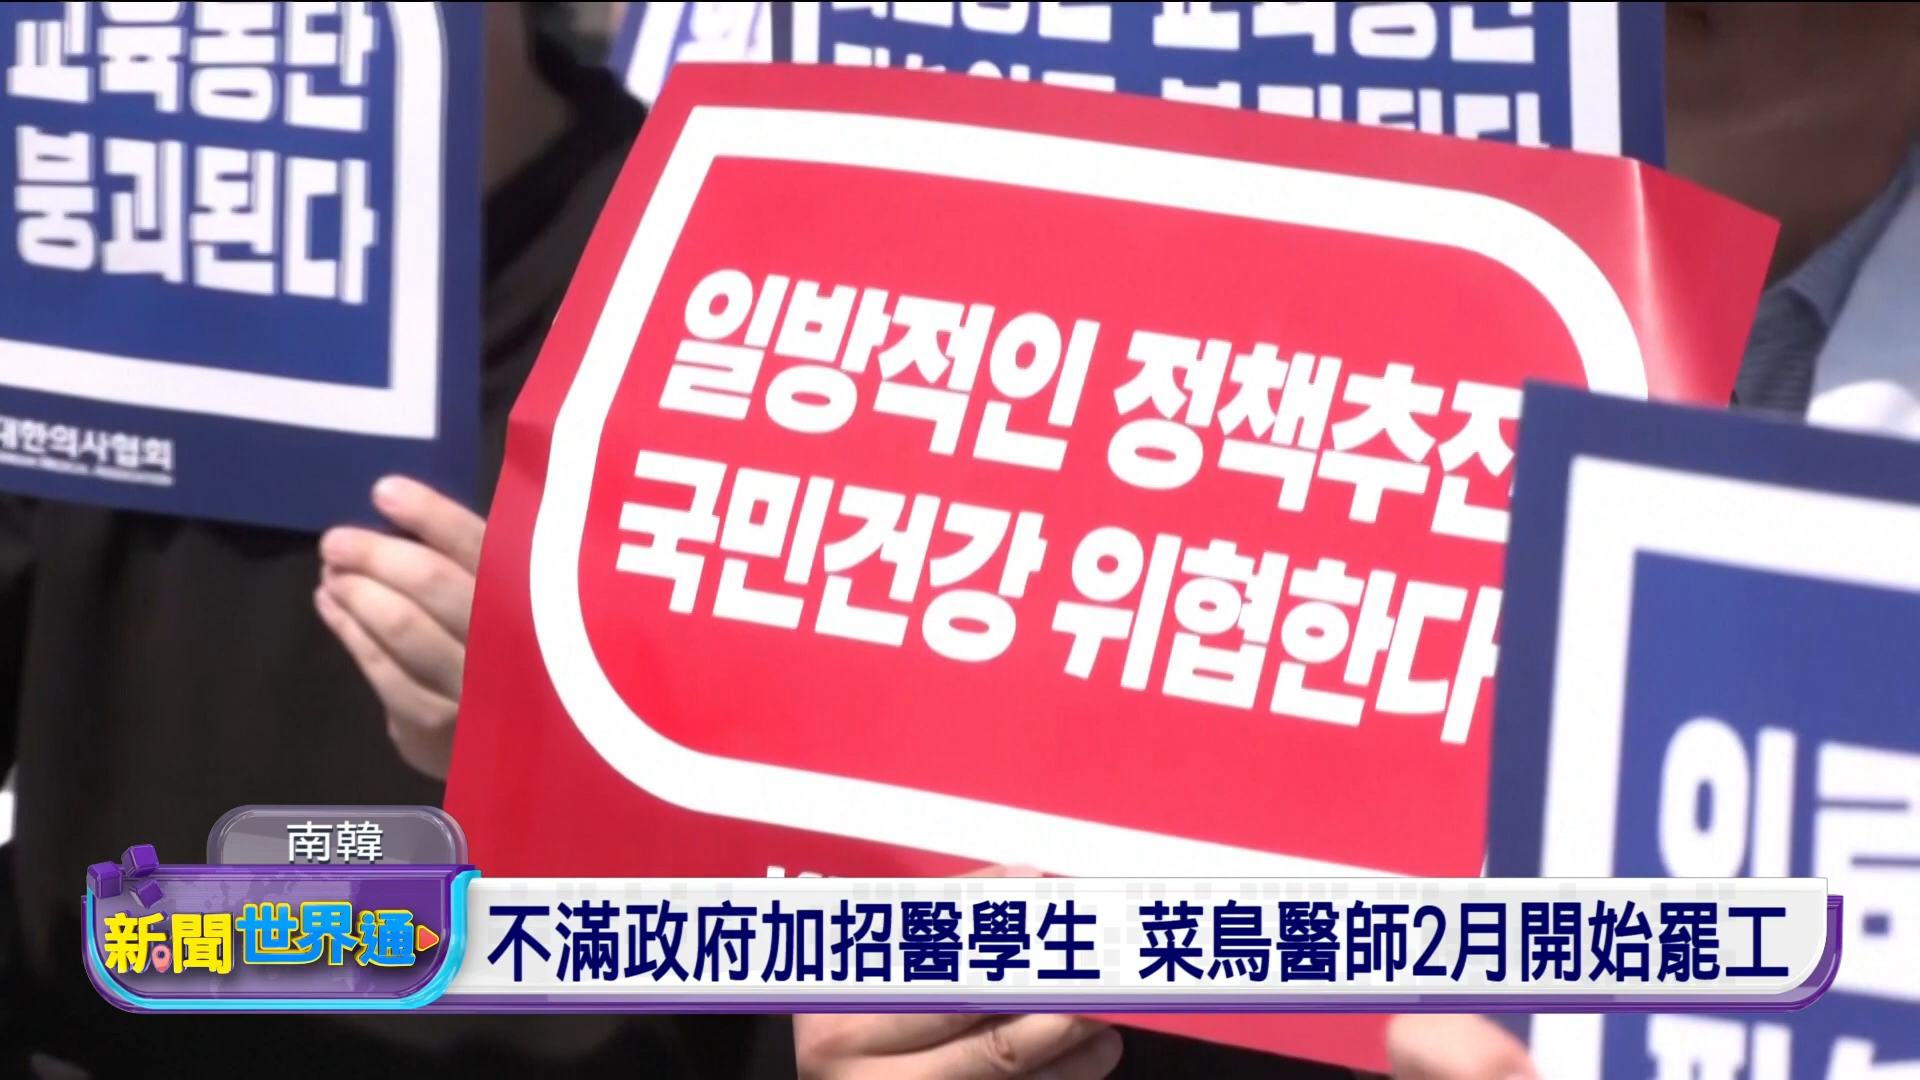 교육농단
붕괴된다
대한의사협회
일방적인 정책추진
국민건강 위협한다
南韓
新聞世界通
不滿政府加招醫學生 菜鳥醫師2月開始罷工